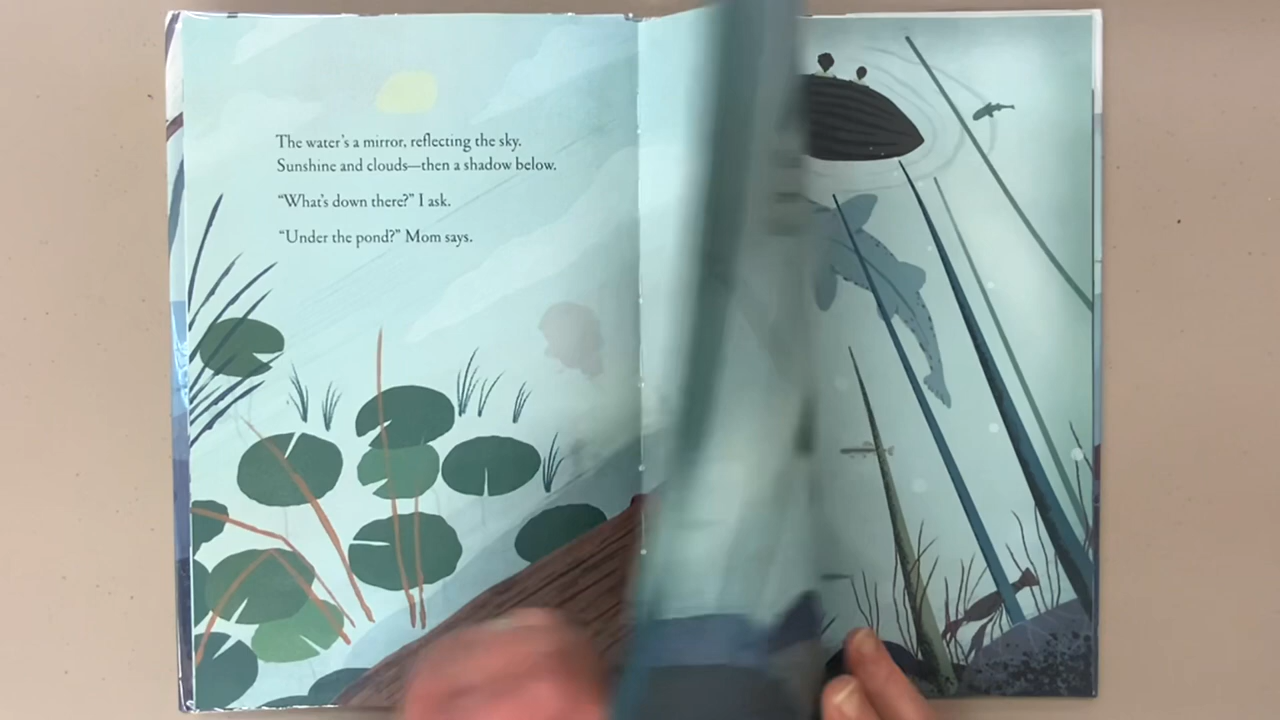 The water's a mirror, reflecting the sky.
Sunshine and clouds—then a shadow below.
“What's down there?” I ask.
“Under the pond?” Mom says.